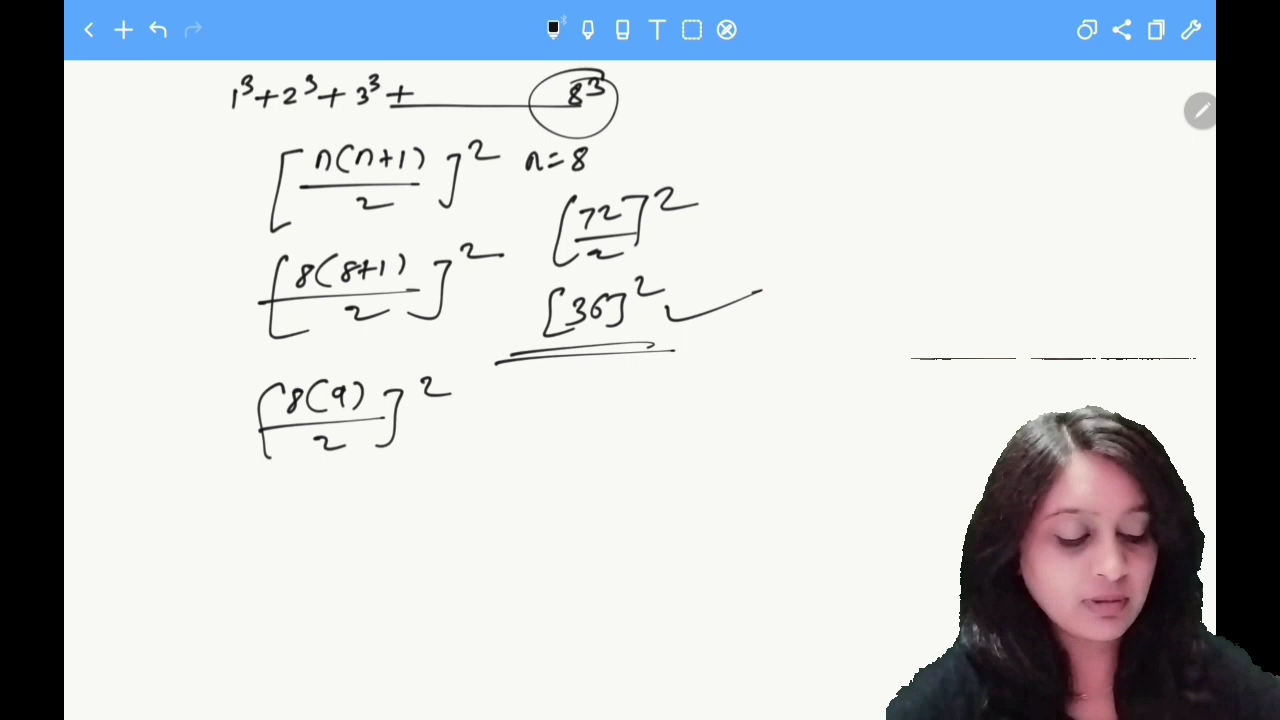 1³+2³+3³+ ______ 8³
[n(n+1)/2]² n=8
[8(8+1)/2]²
[8(9)/2]²
[72/2]²
[36]² ✓